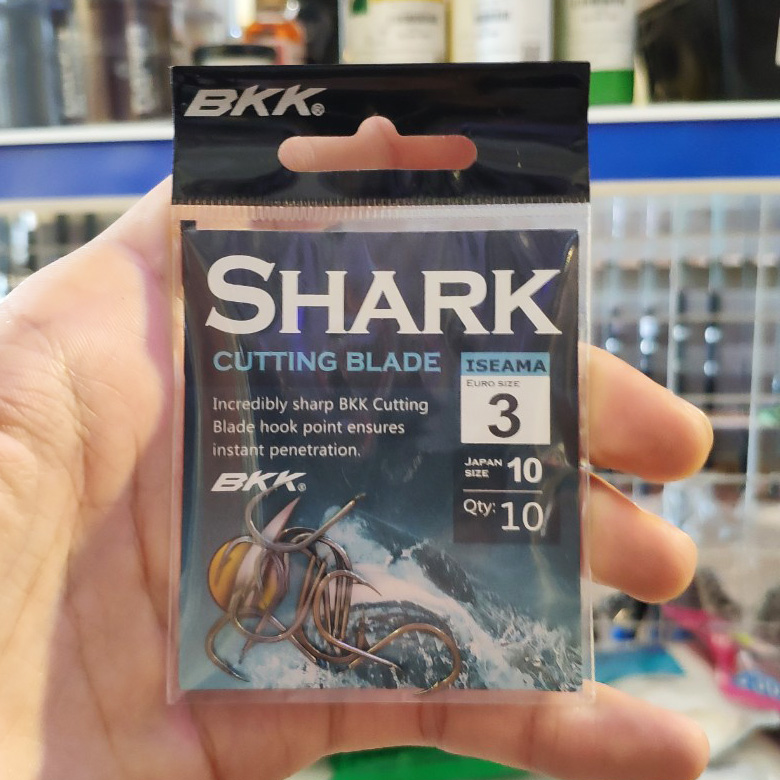 BKK®
SHARK
CUTTING BLADE
ISEAMA
EURO SIZE
3
Incredibly sharp BKK Cutting
Blade hook point ensures
instant penetration.
JAPAN
SIZE 10
BKK®
Qty: 10